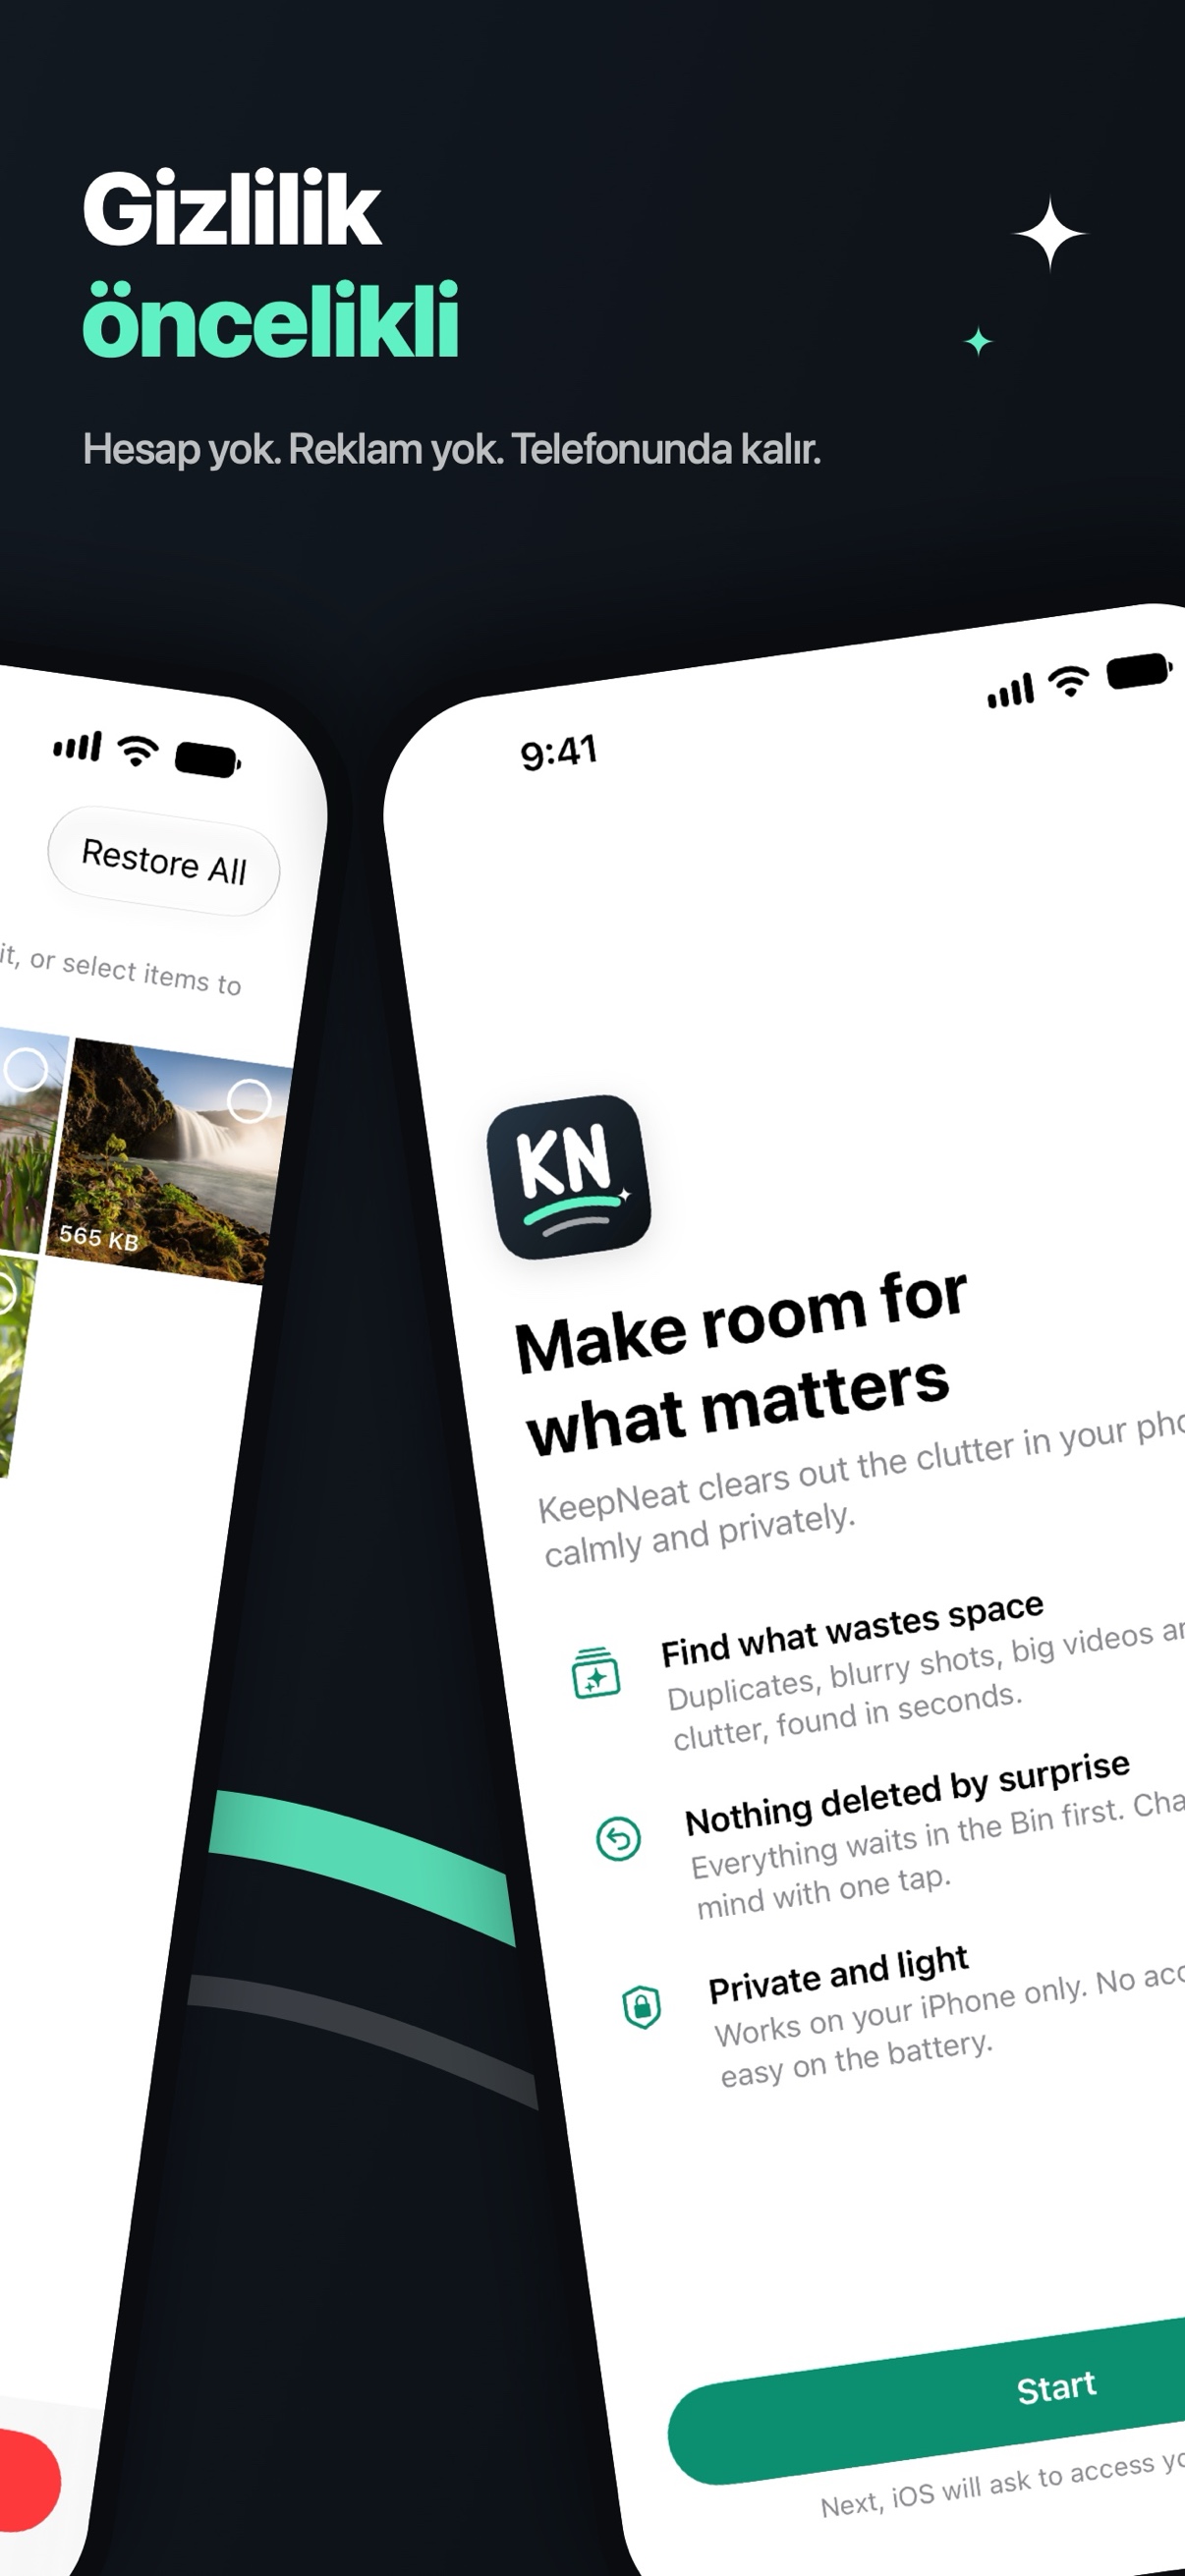 Gizlilik
öncelikli
Hesap yok. Reklam yok. Telefonunda kalır.
Restore All
it, or select items to
565 KB
9:41
KN
Make room for
what matters
KeepNeat clears out the clutter in your
calmly and privately.
Find what wastes space
Duplicates, blurry shots, big videos
clutter, found in seconds.
Nothing deleted by surprise
Everything waits in the Bin first.
mind with one tap.
Private and light
Works on your iPhone only. No
easy on the battery.
Start
Next, iOS will ask to access